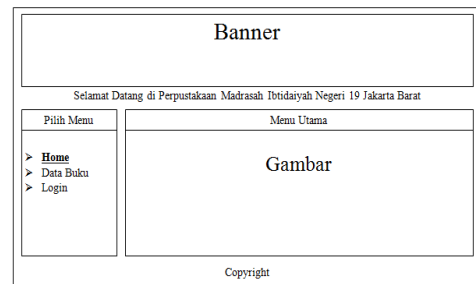 Banner
Selamat Datang di Perpustakaan Madrasah Ibtidaiyah Negeri 19 Jakarta Barat
Pilih Menu
Menu Utama
➢ Home
➢ Data Buku
➢ Login
Gambar
Copyright